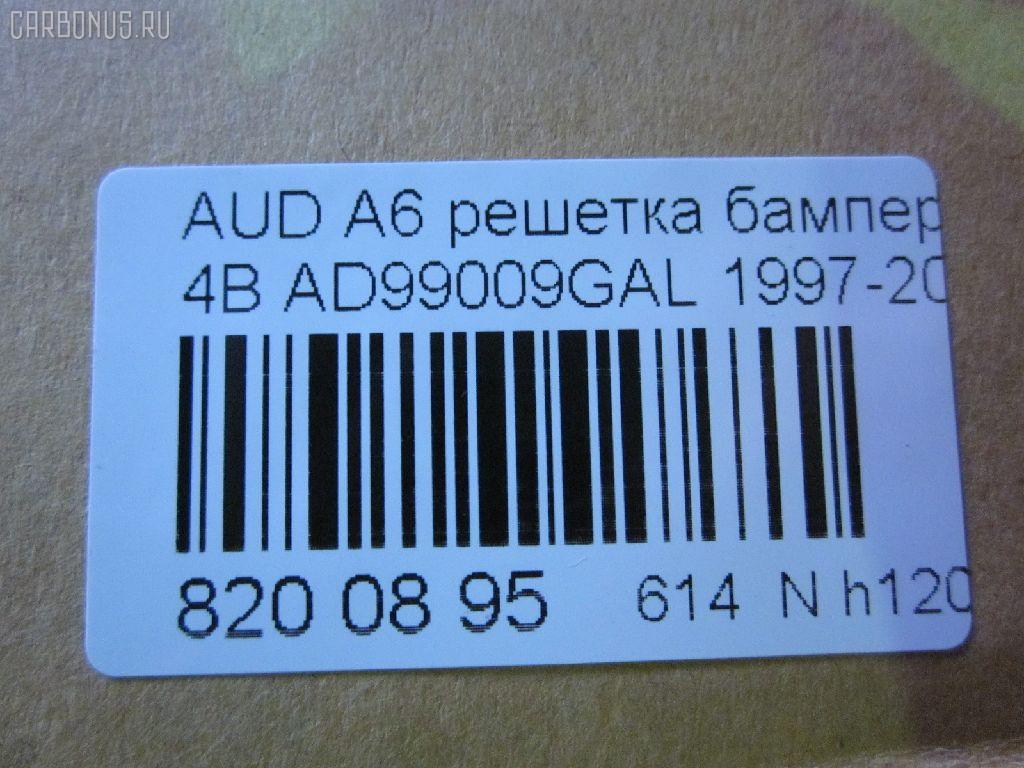 CARBONUS.RU
AUD A6 решетка бампер
4B AD99009GAL 1997-20
820 08 95 614 N h120